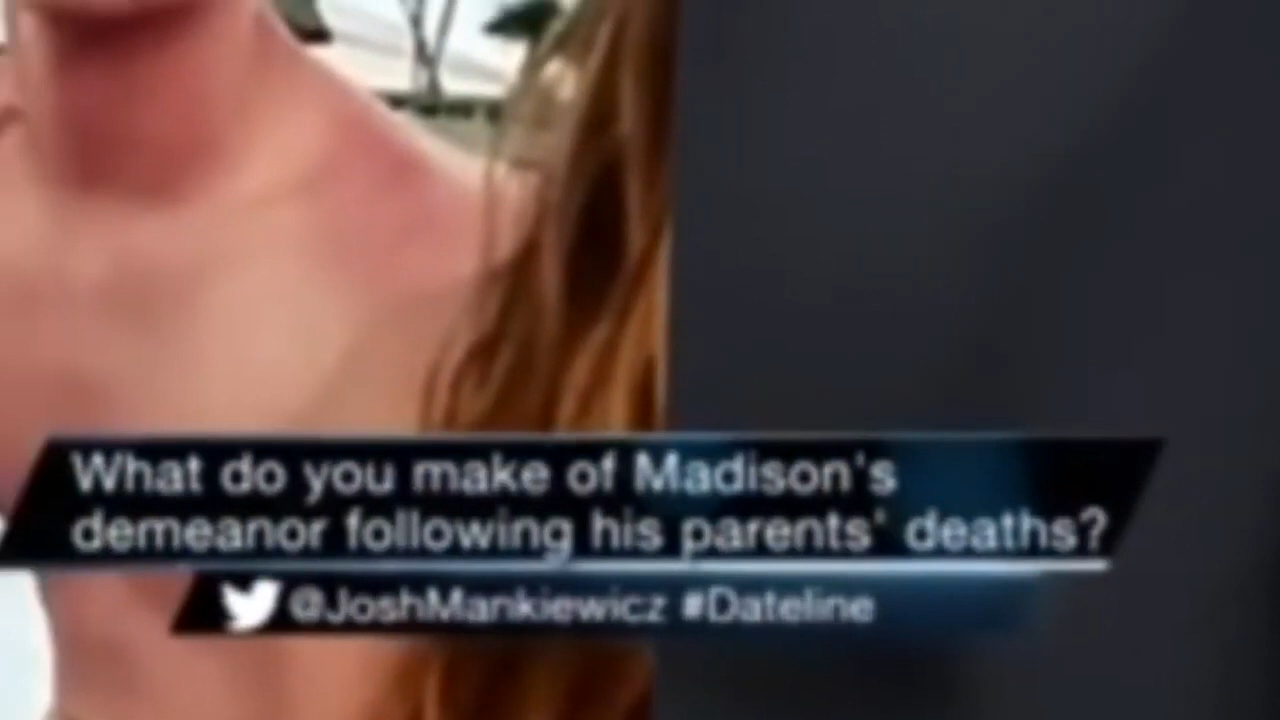 What do you make of Madison's
demeanor following his parents' deaths?
@JoshMankiewicz #Dateline